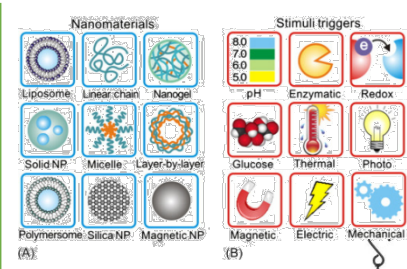 Nanomaterials
Liposome Linear chain Nanogel
Solid NP Micelle Layer-by-layer
Polymersome Silica NP Magnetic NP
(A)
Stimuli triggers
8.0
7.0
6.0
5.0
e
pH Enzymatic Redox
Glucose Thermal Photo
Magnetic Electric Mechanical
(B)